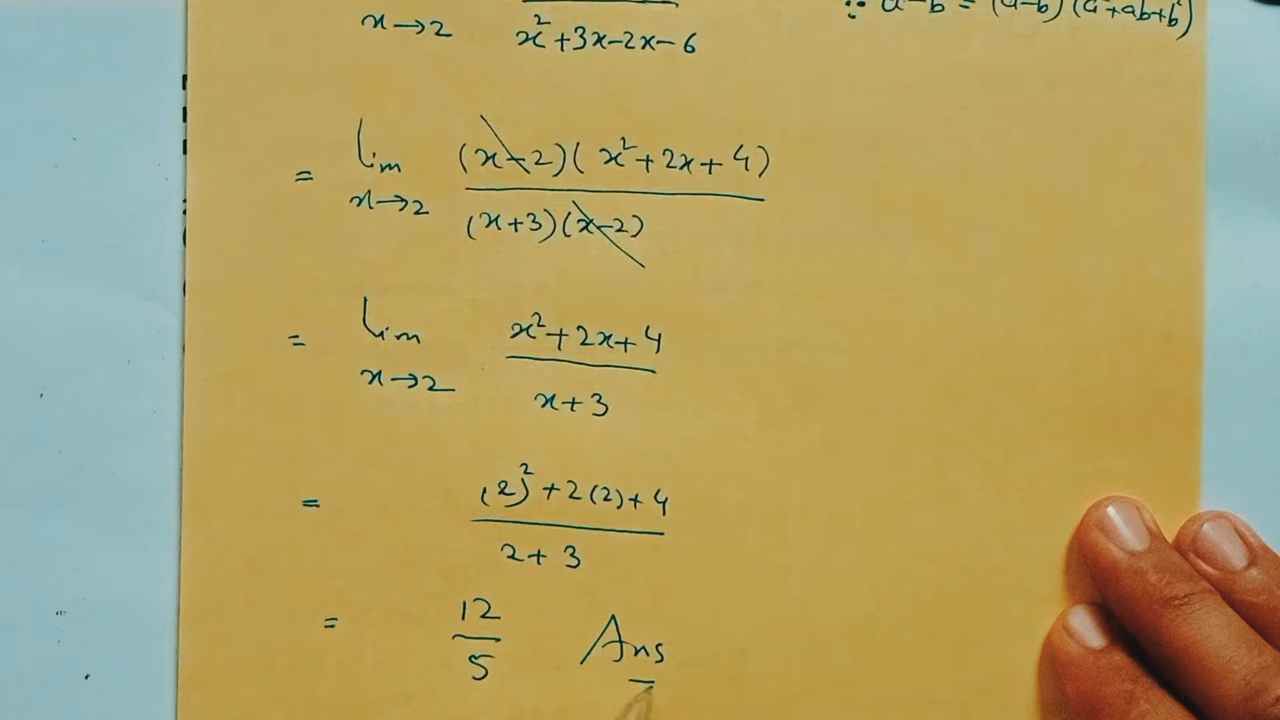 ∵ a³-b³ = (a-b)(a²+ab+b²)
x→2 x²+3x-2x-6
= lim x→2 (x-2)(x²+2x+4) / (x+3)(x-2)
= lim x→2 x²+2x+4 / x+3
= (2)²+2(2)+4 / 2+3
= 12/5 Ans